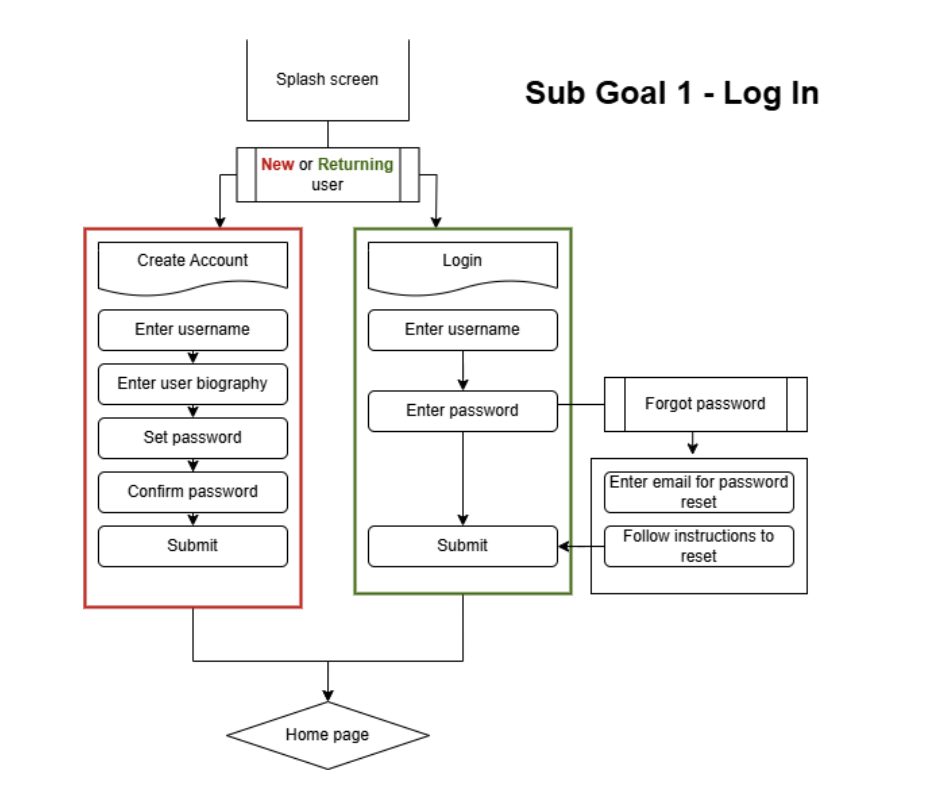 Splash screen
Sub Goal 1 - Log In
New or Returning
user
Create Account
Enter username
Enter user biography
Set password
Confirm password
Submit
Login
Enter username
Enter password
Submit
Forgot password
Enter email for password
reset
Follow instructions to
reset
Home page